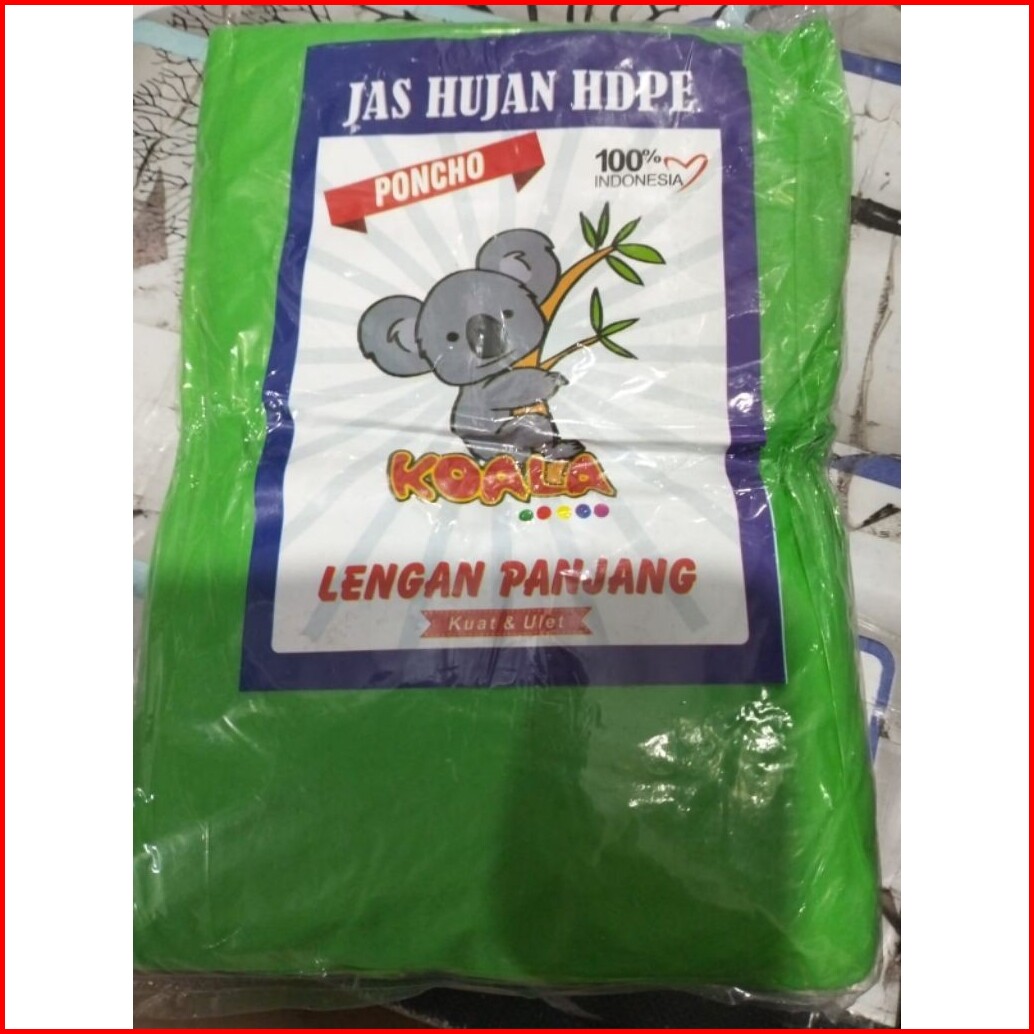 JAS HUJAN HDPE
PONCHO
100%
INDONESIA
KOALA
LENGAN PANJANG
Kuat & Ulet